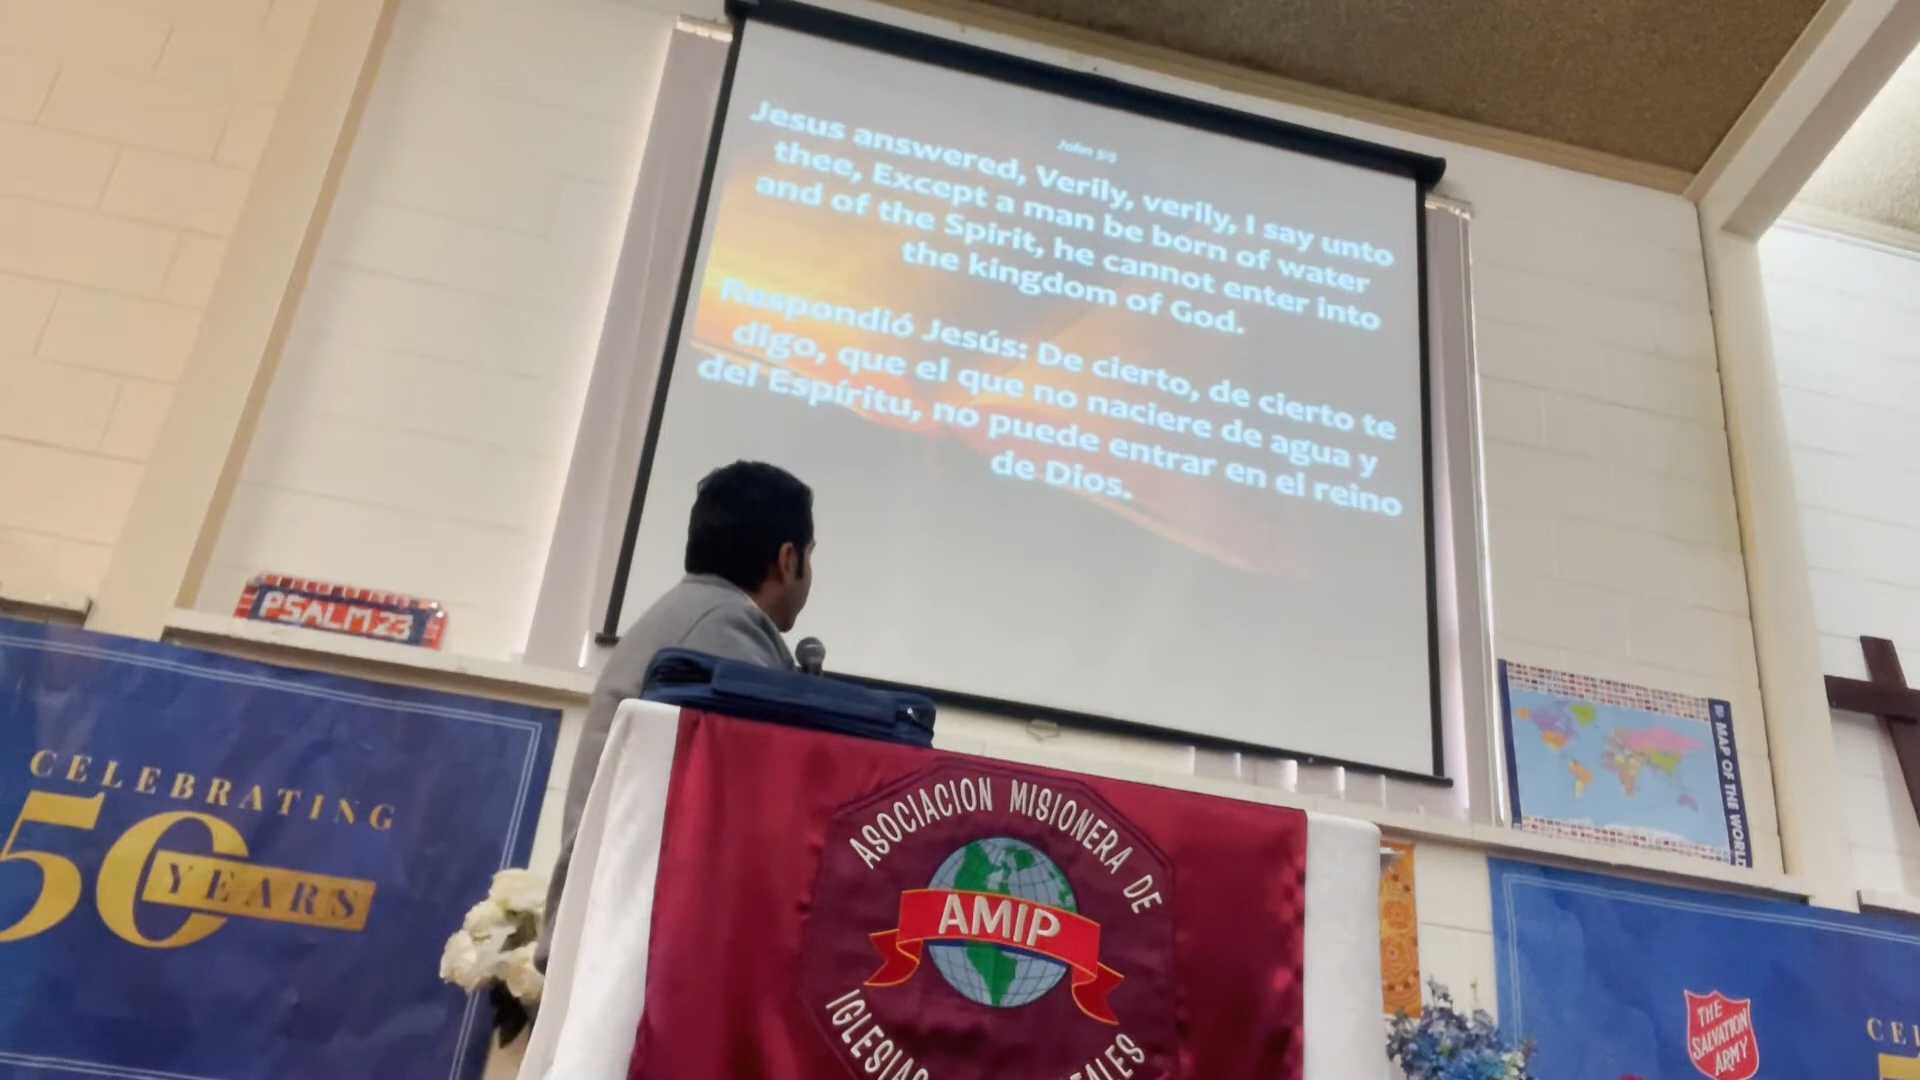 John 3:5
Jesus answered, Verily, verily, I say unto
thee, Except a man be born of water
and of the Spirit, he cannot enter into
the kingdom of God.
Respondió Jesús: De cierto, de cierto te
digo, que el que no naciere de agua y
del Espíritu, no puede entrar en el reino
de Dios.
PSALM 23
MAP OF THE WORLD
CELEBRATING
50
YEARS
ASOCIACION MISIONERA DE
AMIP
IGLESIAS
THE
SALVATION
ARMY